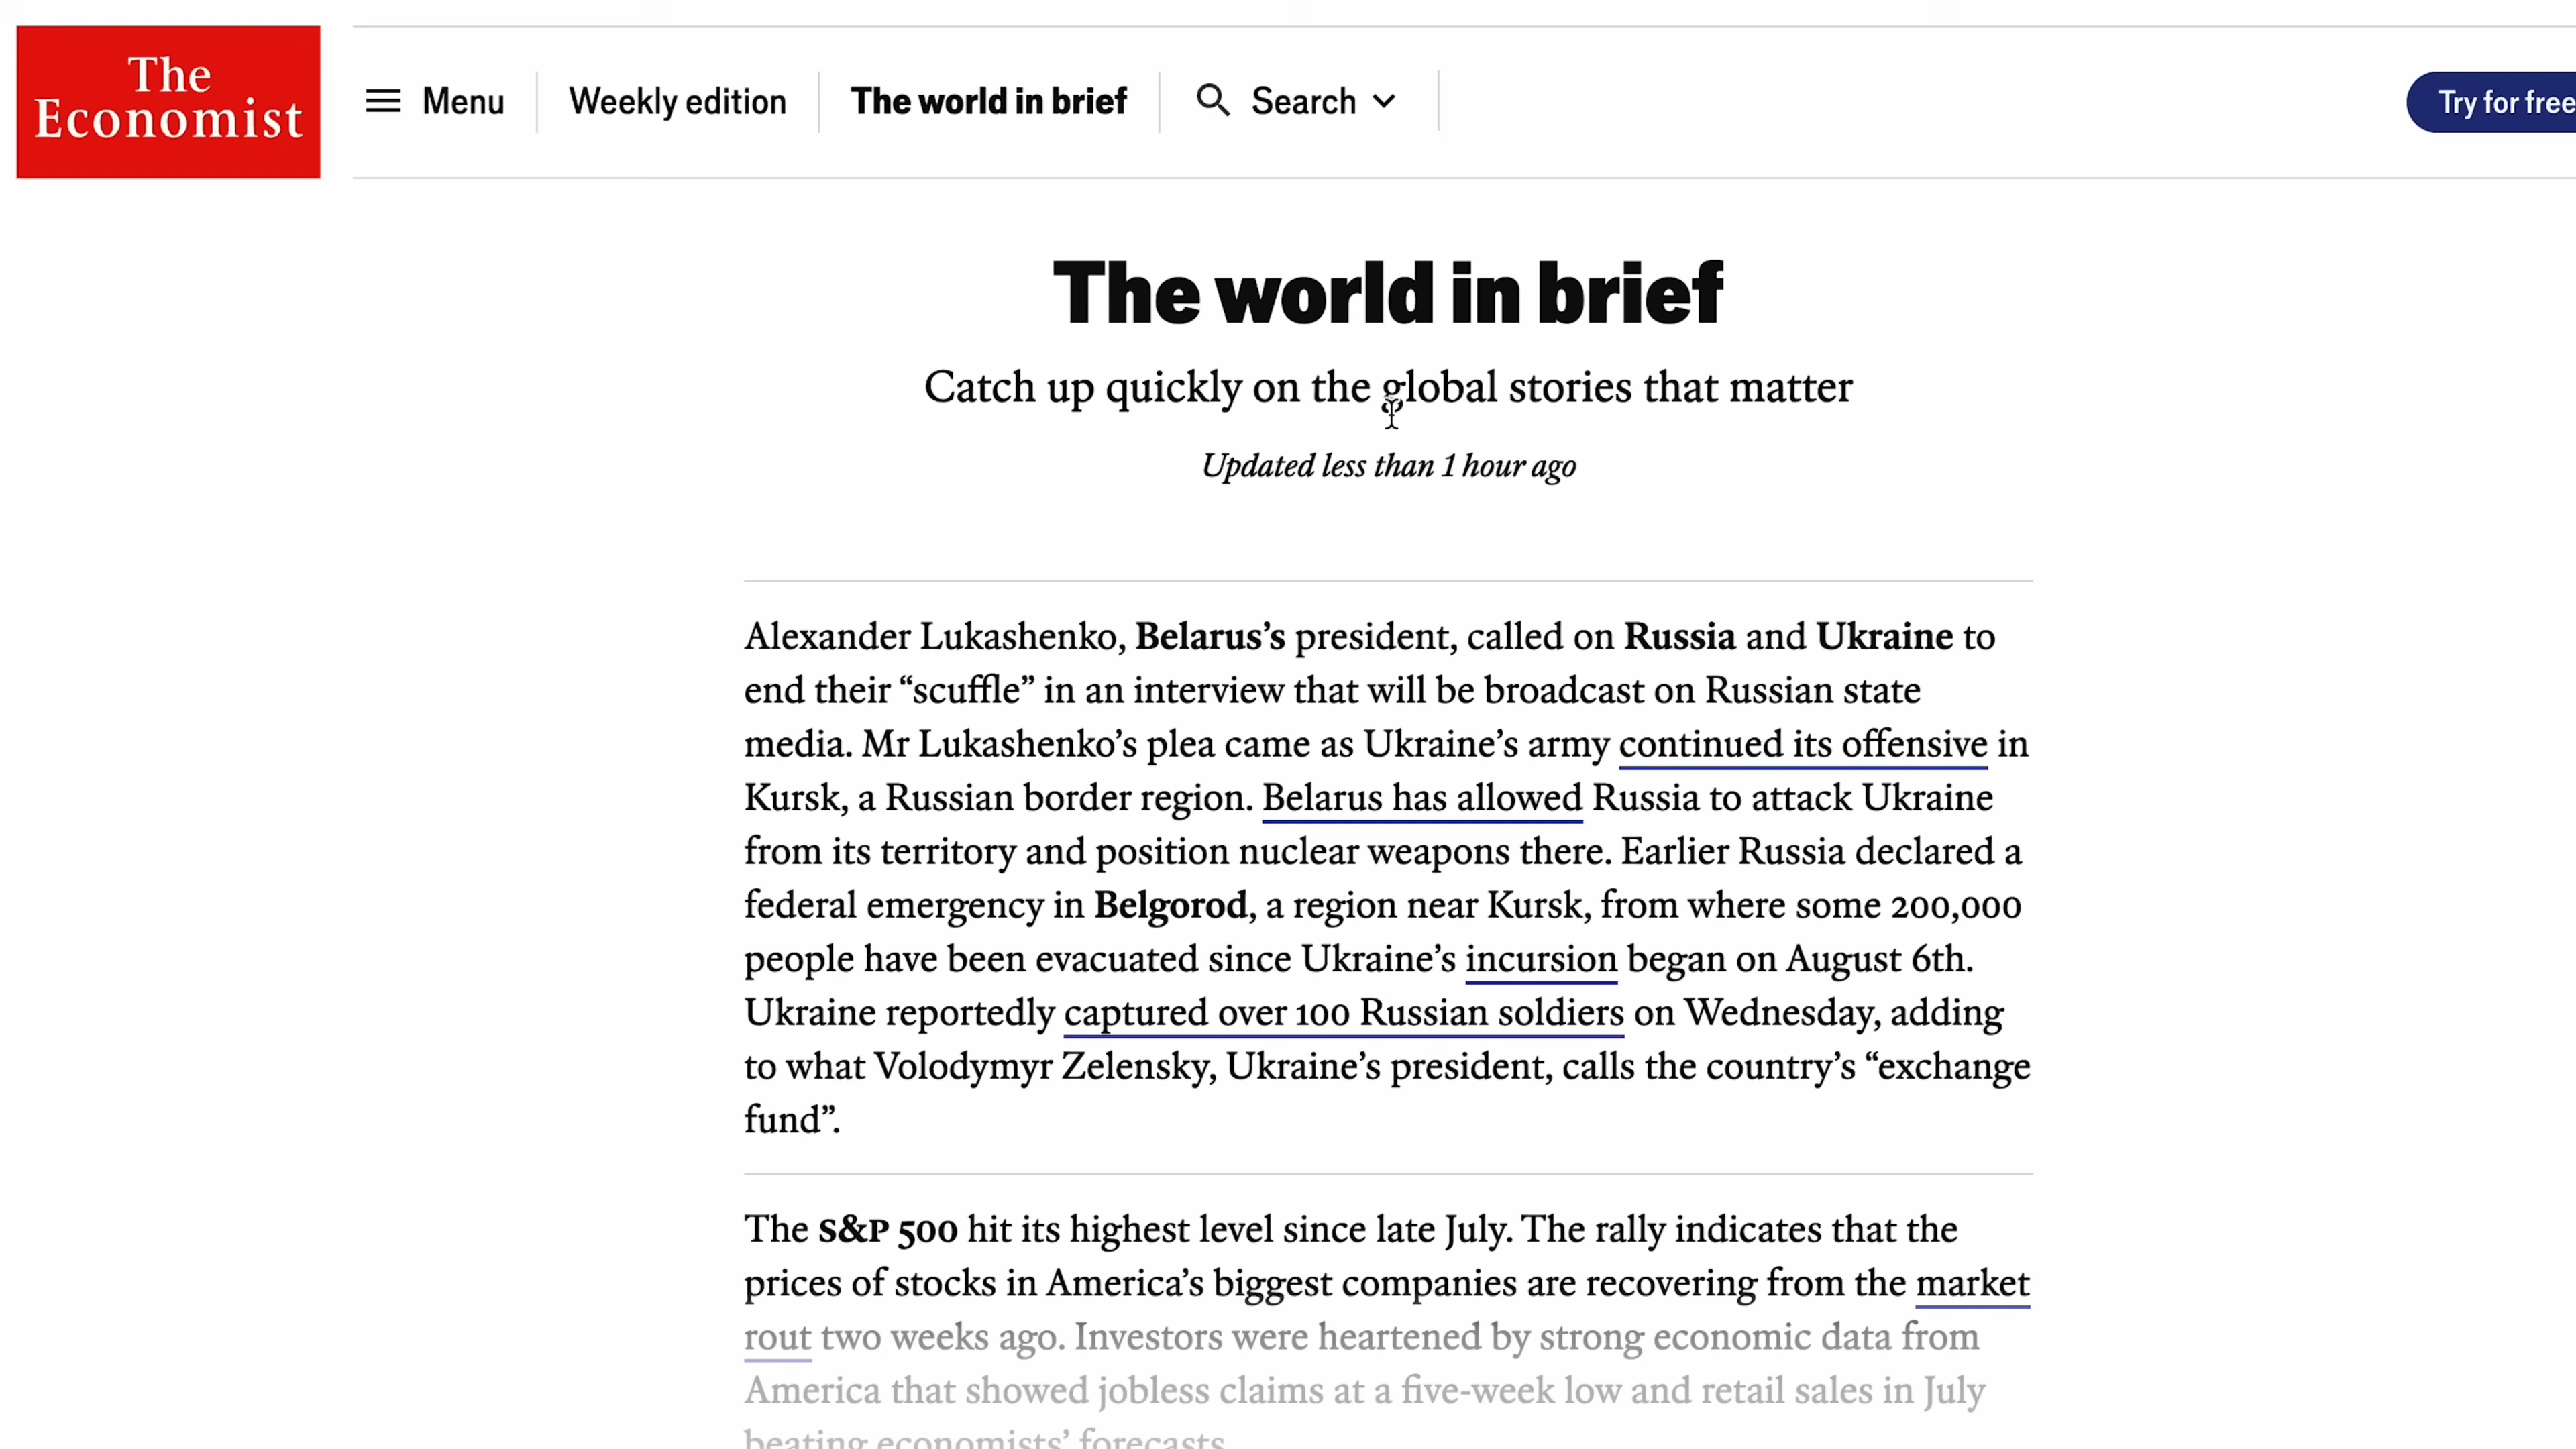 The
Economist
Menu
Weekly edition
The world in brief
Search
Try for free
The world in brief
Catch up quickly on the global stories that matter
Updated less than 1 hour ago
Alexander Lukashenko, Belarus’s president, called on Russia and Ukraine to
end their “scuffle” in an interview that will be broadcast on Russian state
media. Mr Lukashenko’s plea came as Ukraine’s army continued its offensive in
Kursk, a Russian border region. Belarus has allowed Russia to attack Ukraine
from its territory and position nuclear weapons there. Earlier Russia declared a
federal emergency in Belgorod, a region near Kursk, from where some 200,000
people have been evacuated since Ukraine’s incursion began on August 6th.
Ukraine reportedly captured over 100 Russian soldiers on Wednesday, adding
to what Volodymyr Zelensky, Ukraine’s president, calls the country’s “exchange
fund”.
The S&P 500 hit its highest level since late July. The rally indicates that the
prices of stocks in America’s biggest companies are recovering from the market
rout two weeks ago. Investors were heartened by strong economic data from
America that showed jobless claims at a five-week low and retail sales in July
beating economists’ forecasts.